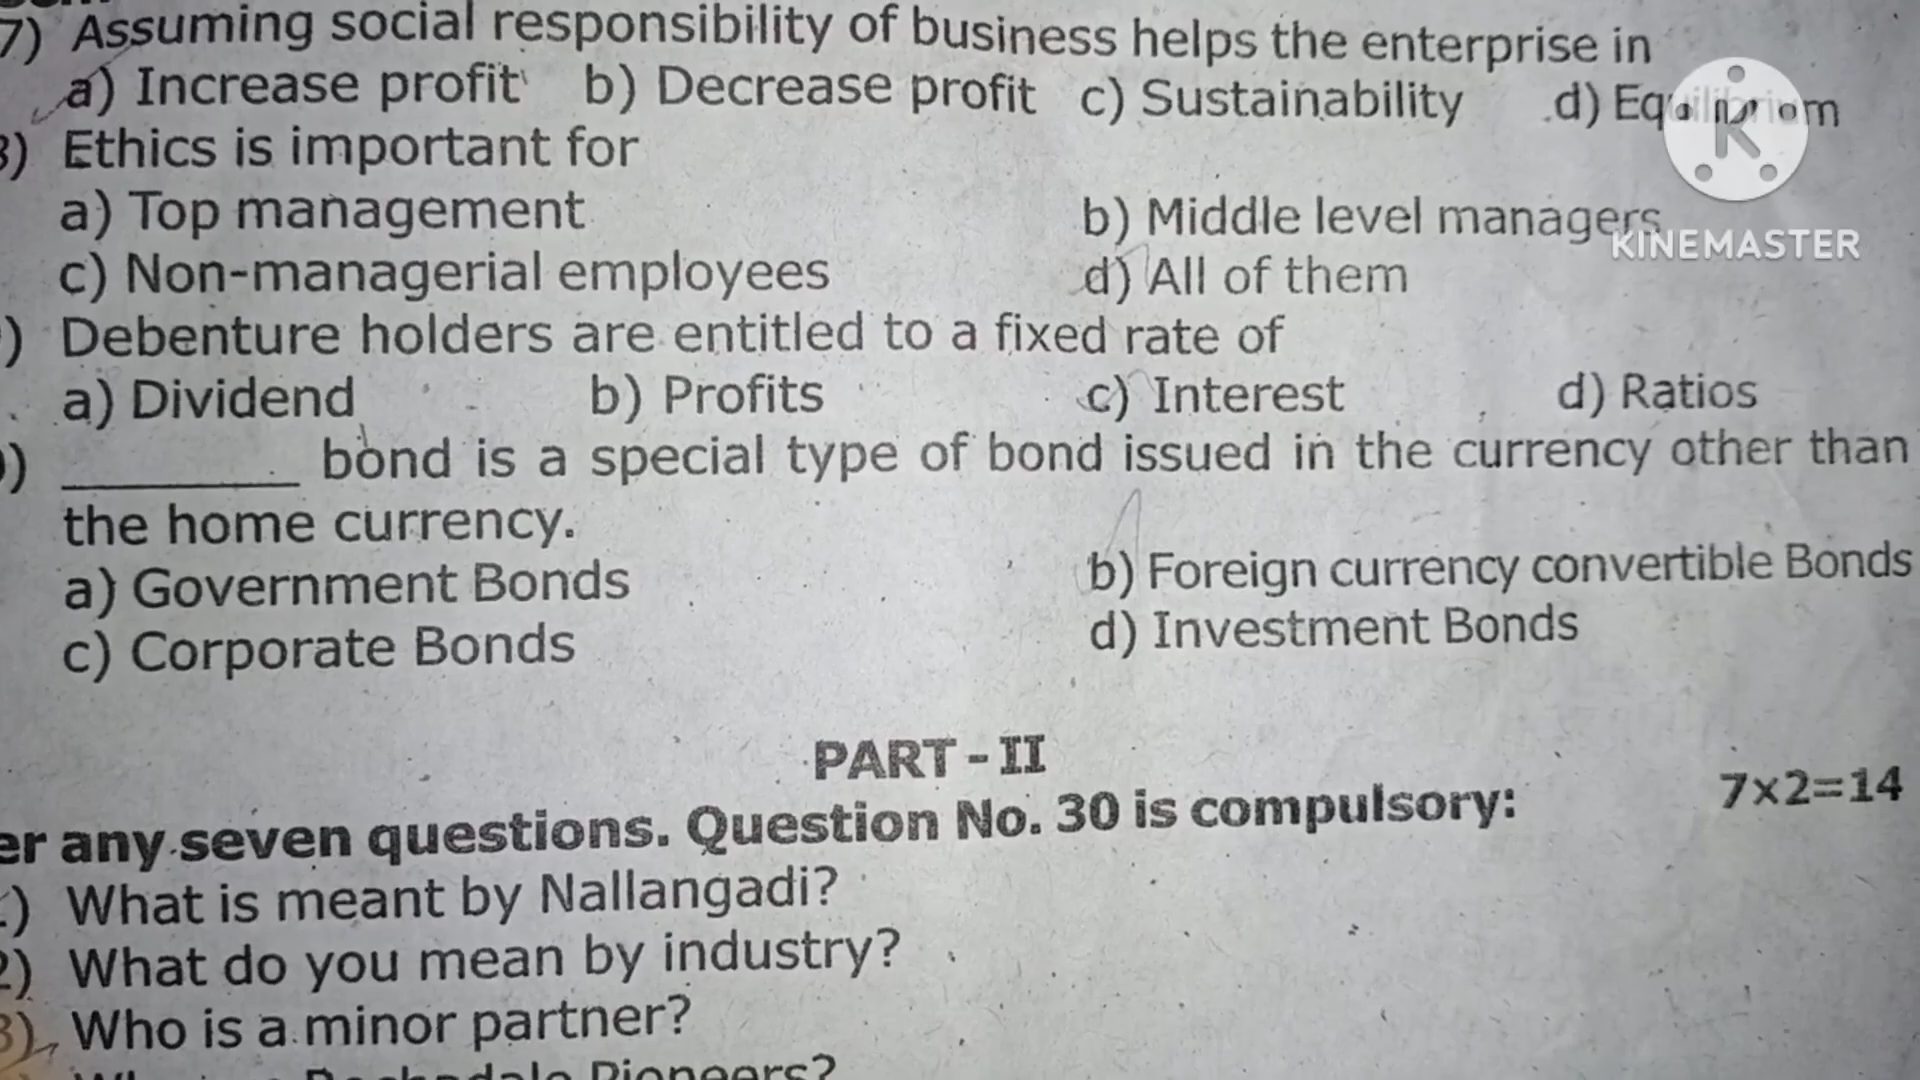 7) Assuming social responsibility of business helps the enterprise in
a) Increase profit b) Decrease profit c) Sustainability d) Equilibrium
8) Ethics is important for
a) Top management b) Middle level managers
c) Non-managerial employees d) All of them
) Debenture holders are entitled to a fixed rate of
a) Dividend b) Profits c) Interest d) Ratios
) ________ bond is a special type of bond issued in the currency other than
the home currency.
a) Government Bonds b) Foreign currency convertible Bonds
c) Corporate Bonds d) Investment Bonds
PART - II
er any seven questions. Question No. 30 is compulsory: 7×2=14
) What is meant by Nallangadi?
2) What do you mean by industry?
3) Who is a minor partner?
Pioneers?
K
KINEMASTER